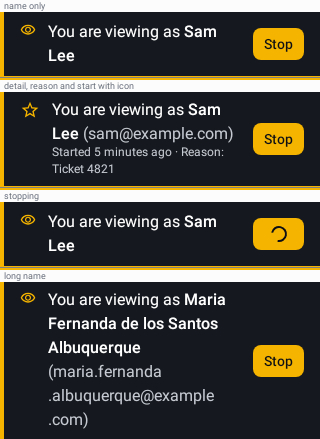 name only
You are viewing as Sam
Lee
Stop
detail, reason and start with icon
You are viewing as Sam
Lee (sam@example.com)
Started 5 minutes ago · Reason:
Ticket 4821
Stop
stopping
You are viewing as Sam
Lee
long name
You are viewing as Maria
Fernanda de los Santos
Albuquerque
(maria.fernanda
.albuquerque@example
.com)
Stop